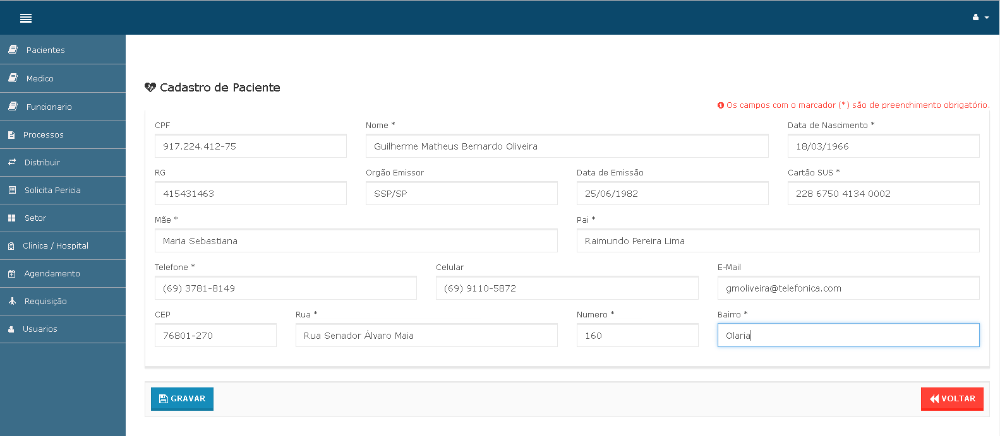 Pacientes
Medico
Funcionario
Processos
Distribuir
Solicita Pericia
Setor
Clinica / Hospital
Agendamento
Requisição
Usuarios
Cadastro de Paciente
Os campos com o marcador (*) são de preenchimento obrigatório.
CPF Nome * Data de Nascimento *
917.224.412-75 Guilherme Matheus Bernardo Oliveira 18/03/1966
RG Orgão Emissor Data de Emissão Cartão SUS *
415431463 SSP/SP 25/06/1982 228 6750 4134 0002
Mãe * Pai *
Maria Sebastiana Raimundo Pereira Lima
Telefone * Celular E-Mail
(69) 3781-8149 (69) 9110-5872 gmoliveira@telefonica.com
CEP Rua * Numero * Bairro *
76801-270 Rua Senador Álvaro Maia 160 Olaria
GRAVAR VOLTAR